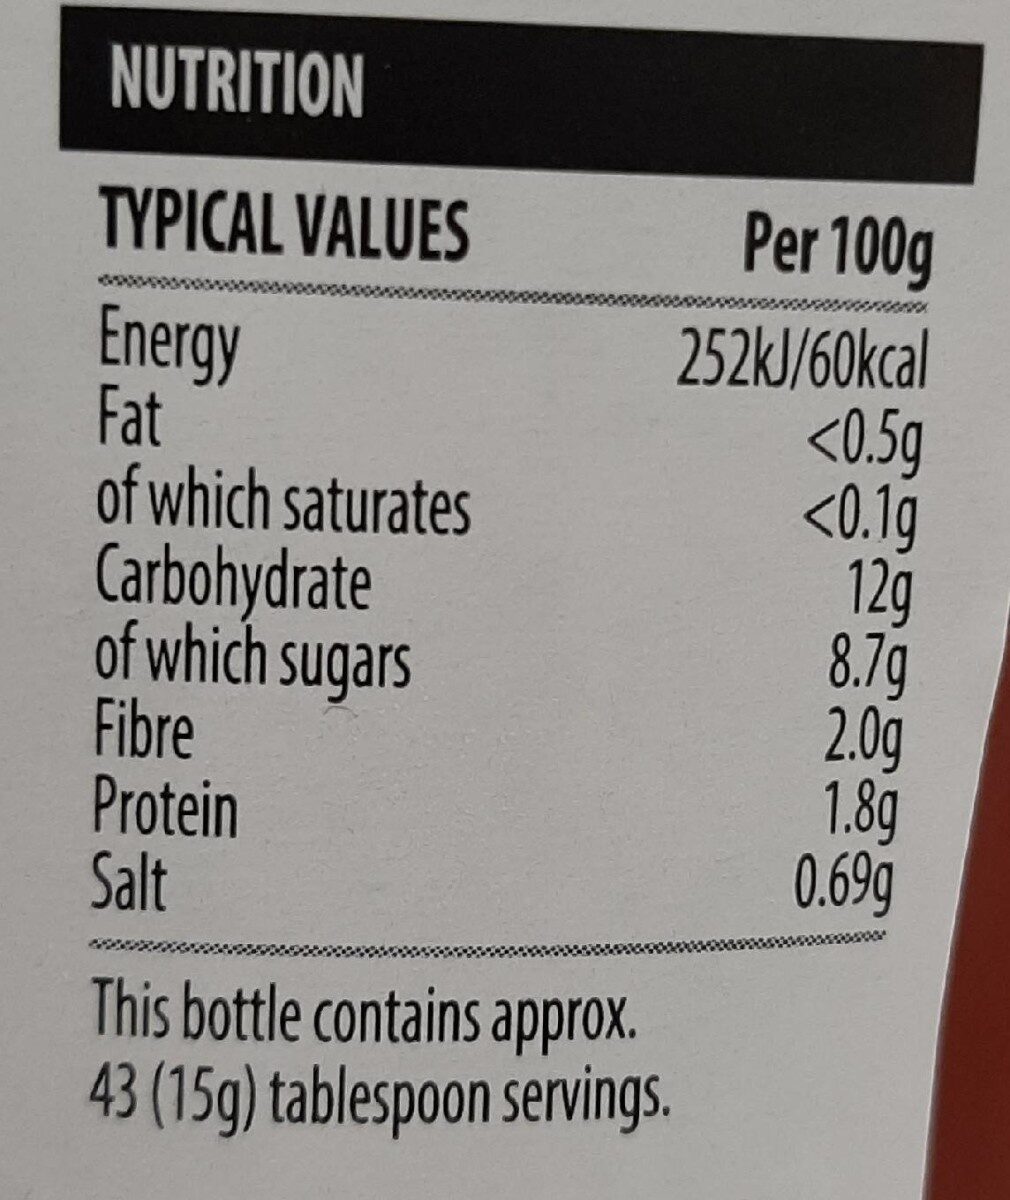 NUTRITION
TYPICAL VALUES Per 100g
Energy 252kJ/60kcal
Fat <0.5g
of which saturates <0.1g
Carbohydrate 12g
of which sugars 8.7g
Fibre 2.0g
Protein 1.8g
Salt 0.69g
This bottle contains approx.
43 (15g) tablespoon servings.